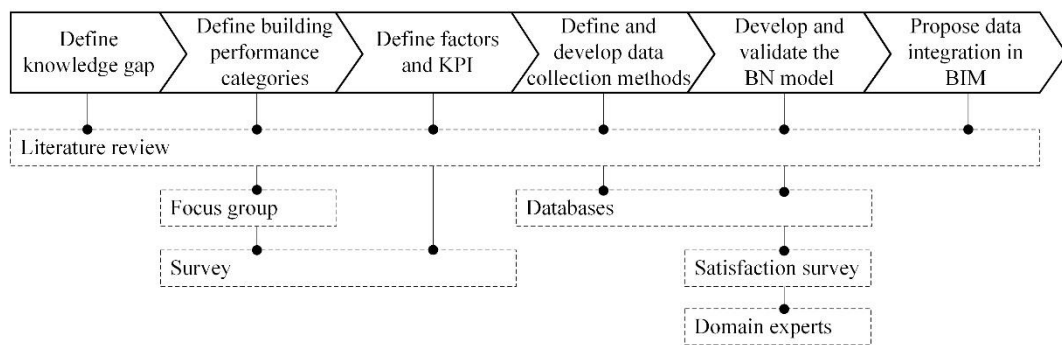 Define
knowledge gap
Define building
performance
categories
Define factors
and KPI
Define and
develop data
collection methods
Develop and
validate the
BN model
Propose data
integration in
BIM
Literature review
Focus group
Databases
Survey
Satisfaction survey
Domain experts